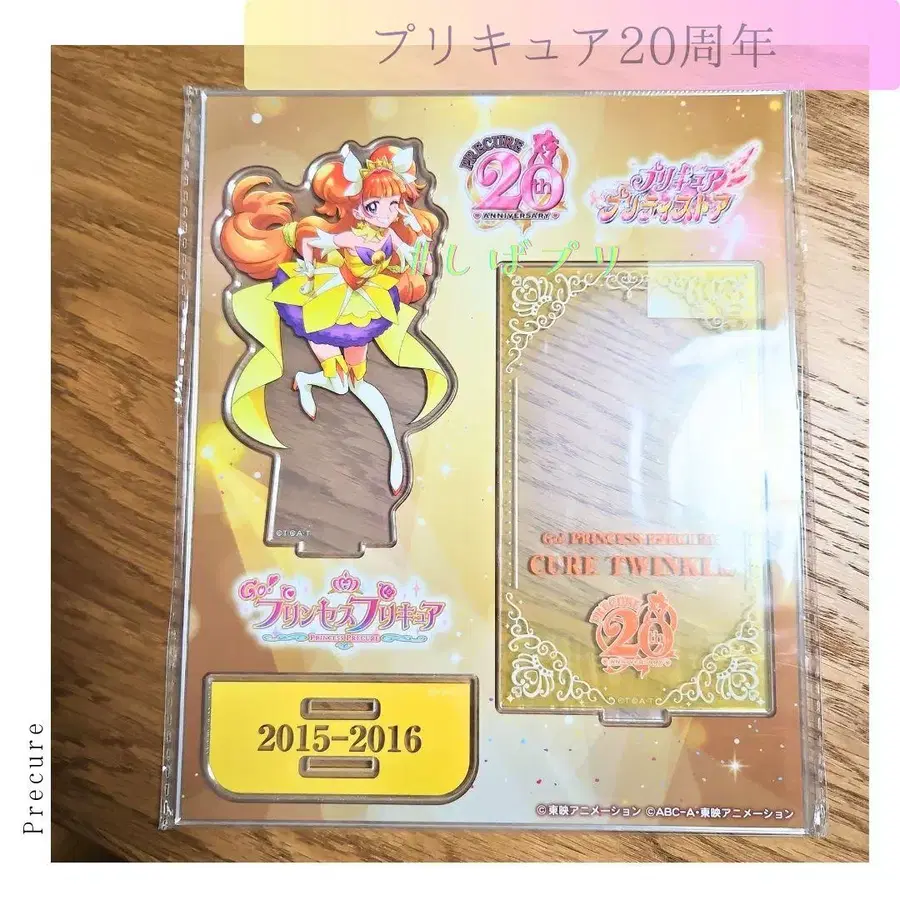 プリキュア20周年
PRECURE
20th
ANNIVERSARY
プリキュア
プリティストア
#しばプリ
©T©A・T
Go! PRINCESS PRECURE
CURE TWINKLE
Go!
プリンセスプリキュア
PRINCESS PRECURE
PRECURE
20th
©T©A・T
2015-2016
©東映アニメーション ©ABC-A・東映アニメーション
Precure